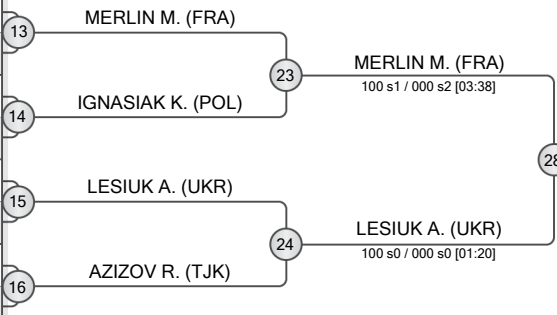 MERLIN M. (FRA)
13
23
MERLIN M. (FRA)
100 s1 / 000 s2 [03:38]
IGNASIAK K. (POL)
14
28
LESIUK A. (UKR)
15
24
LESIUK A. (UKR)
100 s0 / 000 s0 [01:20]
AZIZOV R. (TJK)
16